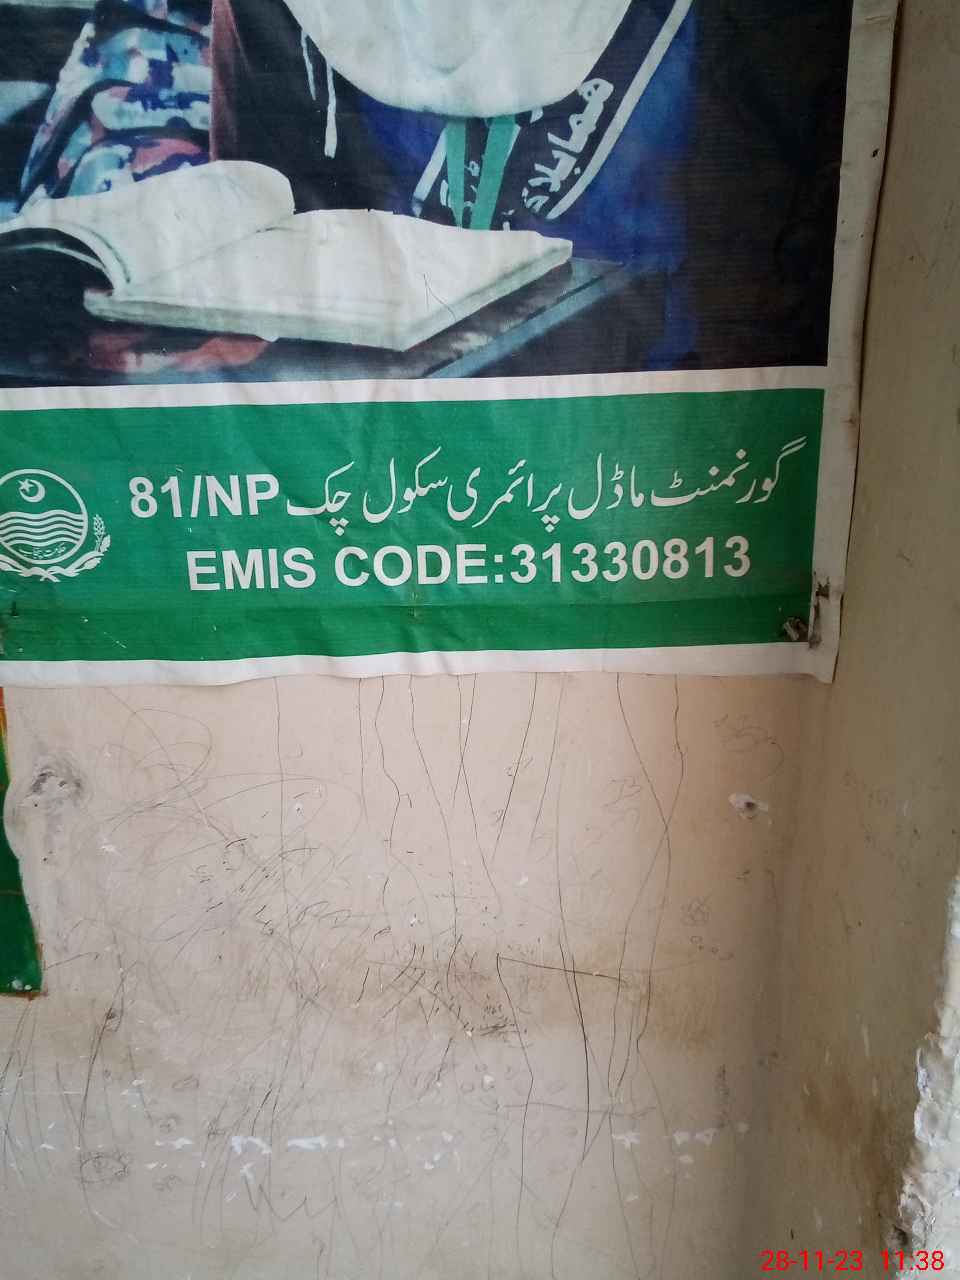 گورنمنٹ ماڈل پرائمری سکول چک 81/NP
EMIS CODE:31330813
28-11-23 11:38